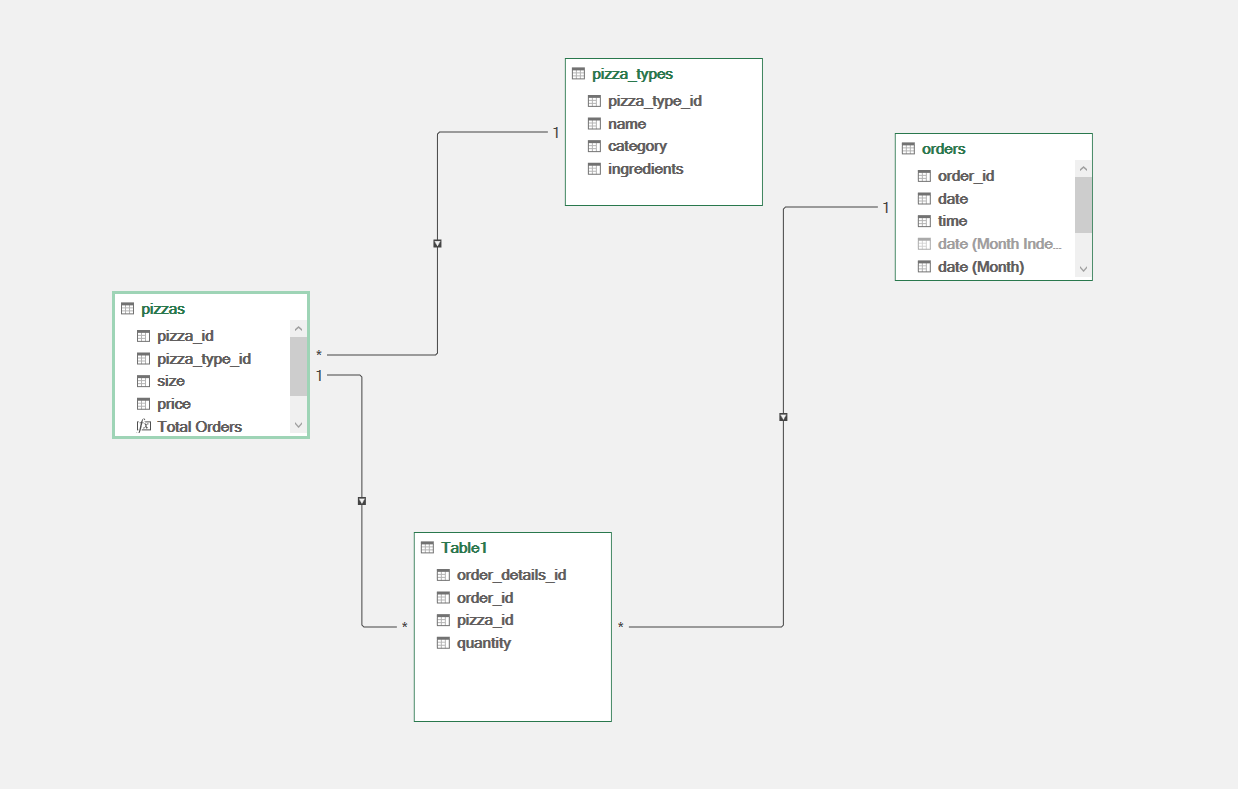 pizza_types
pizza_type_id
name
category
ingredients
1
orders
order_id
date
time
date (Month Inde...
date (Month)
1
pizzas
pizza_id
pizza_type_id
size
price
Total Orders
*
1
Table1
order_details_id
order_id
pizza_id
quantity
*
*